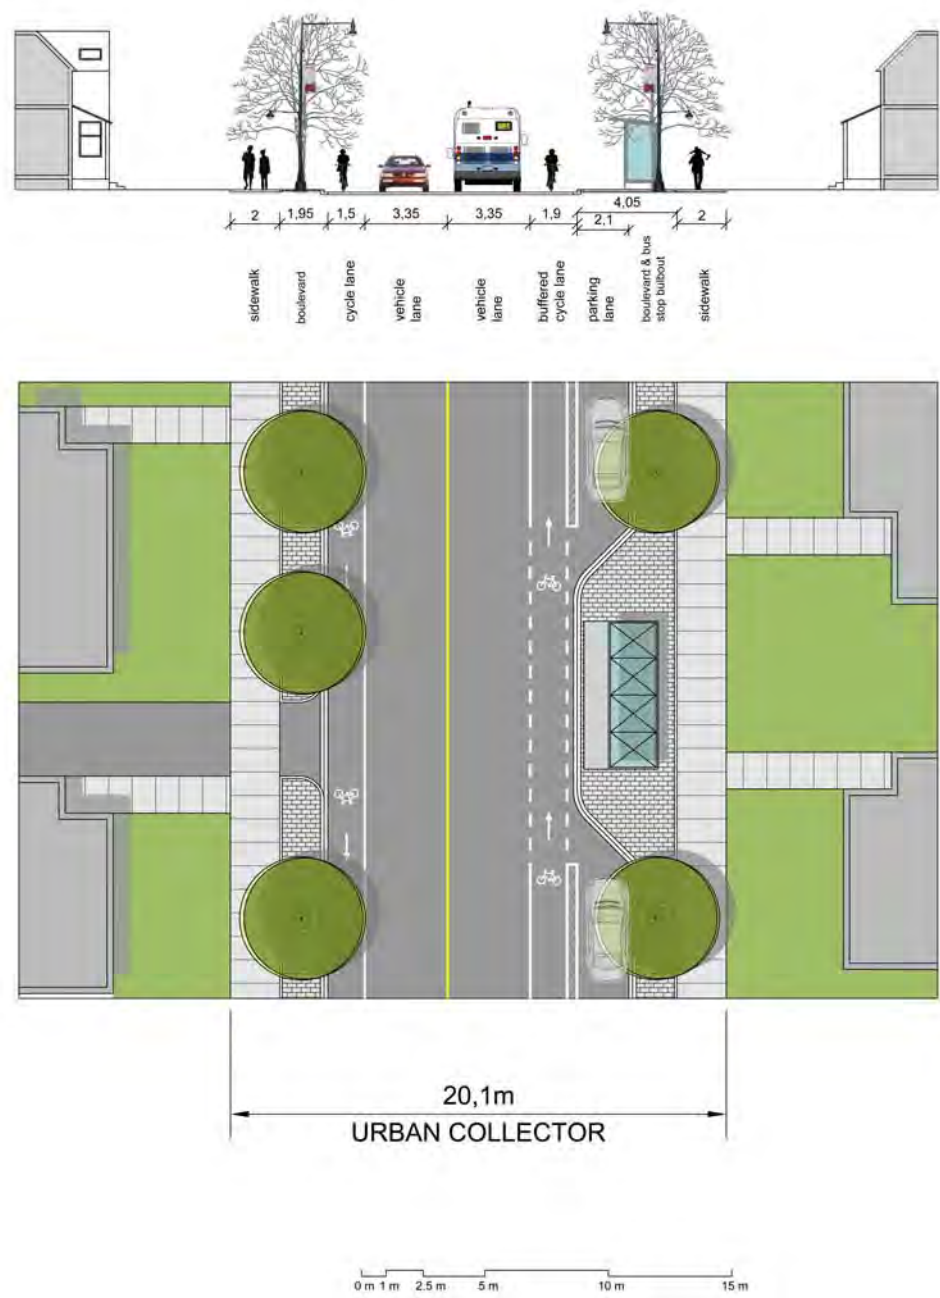 4,05
2
1,95
1,5
3,35
3,35
1,9
2,1
2
sidewalk
boulevard
cycle lane
vehicle
lane
vehicle
lane
buffered
cycle lane
parking
lane
boulevard & bus
stop bulbout
sidewalk
20,1m
URBAN COLLECTOR
0 m 1 m 2.5 m 5 m 10 m 15 m